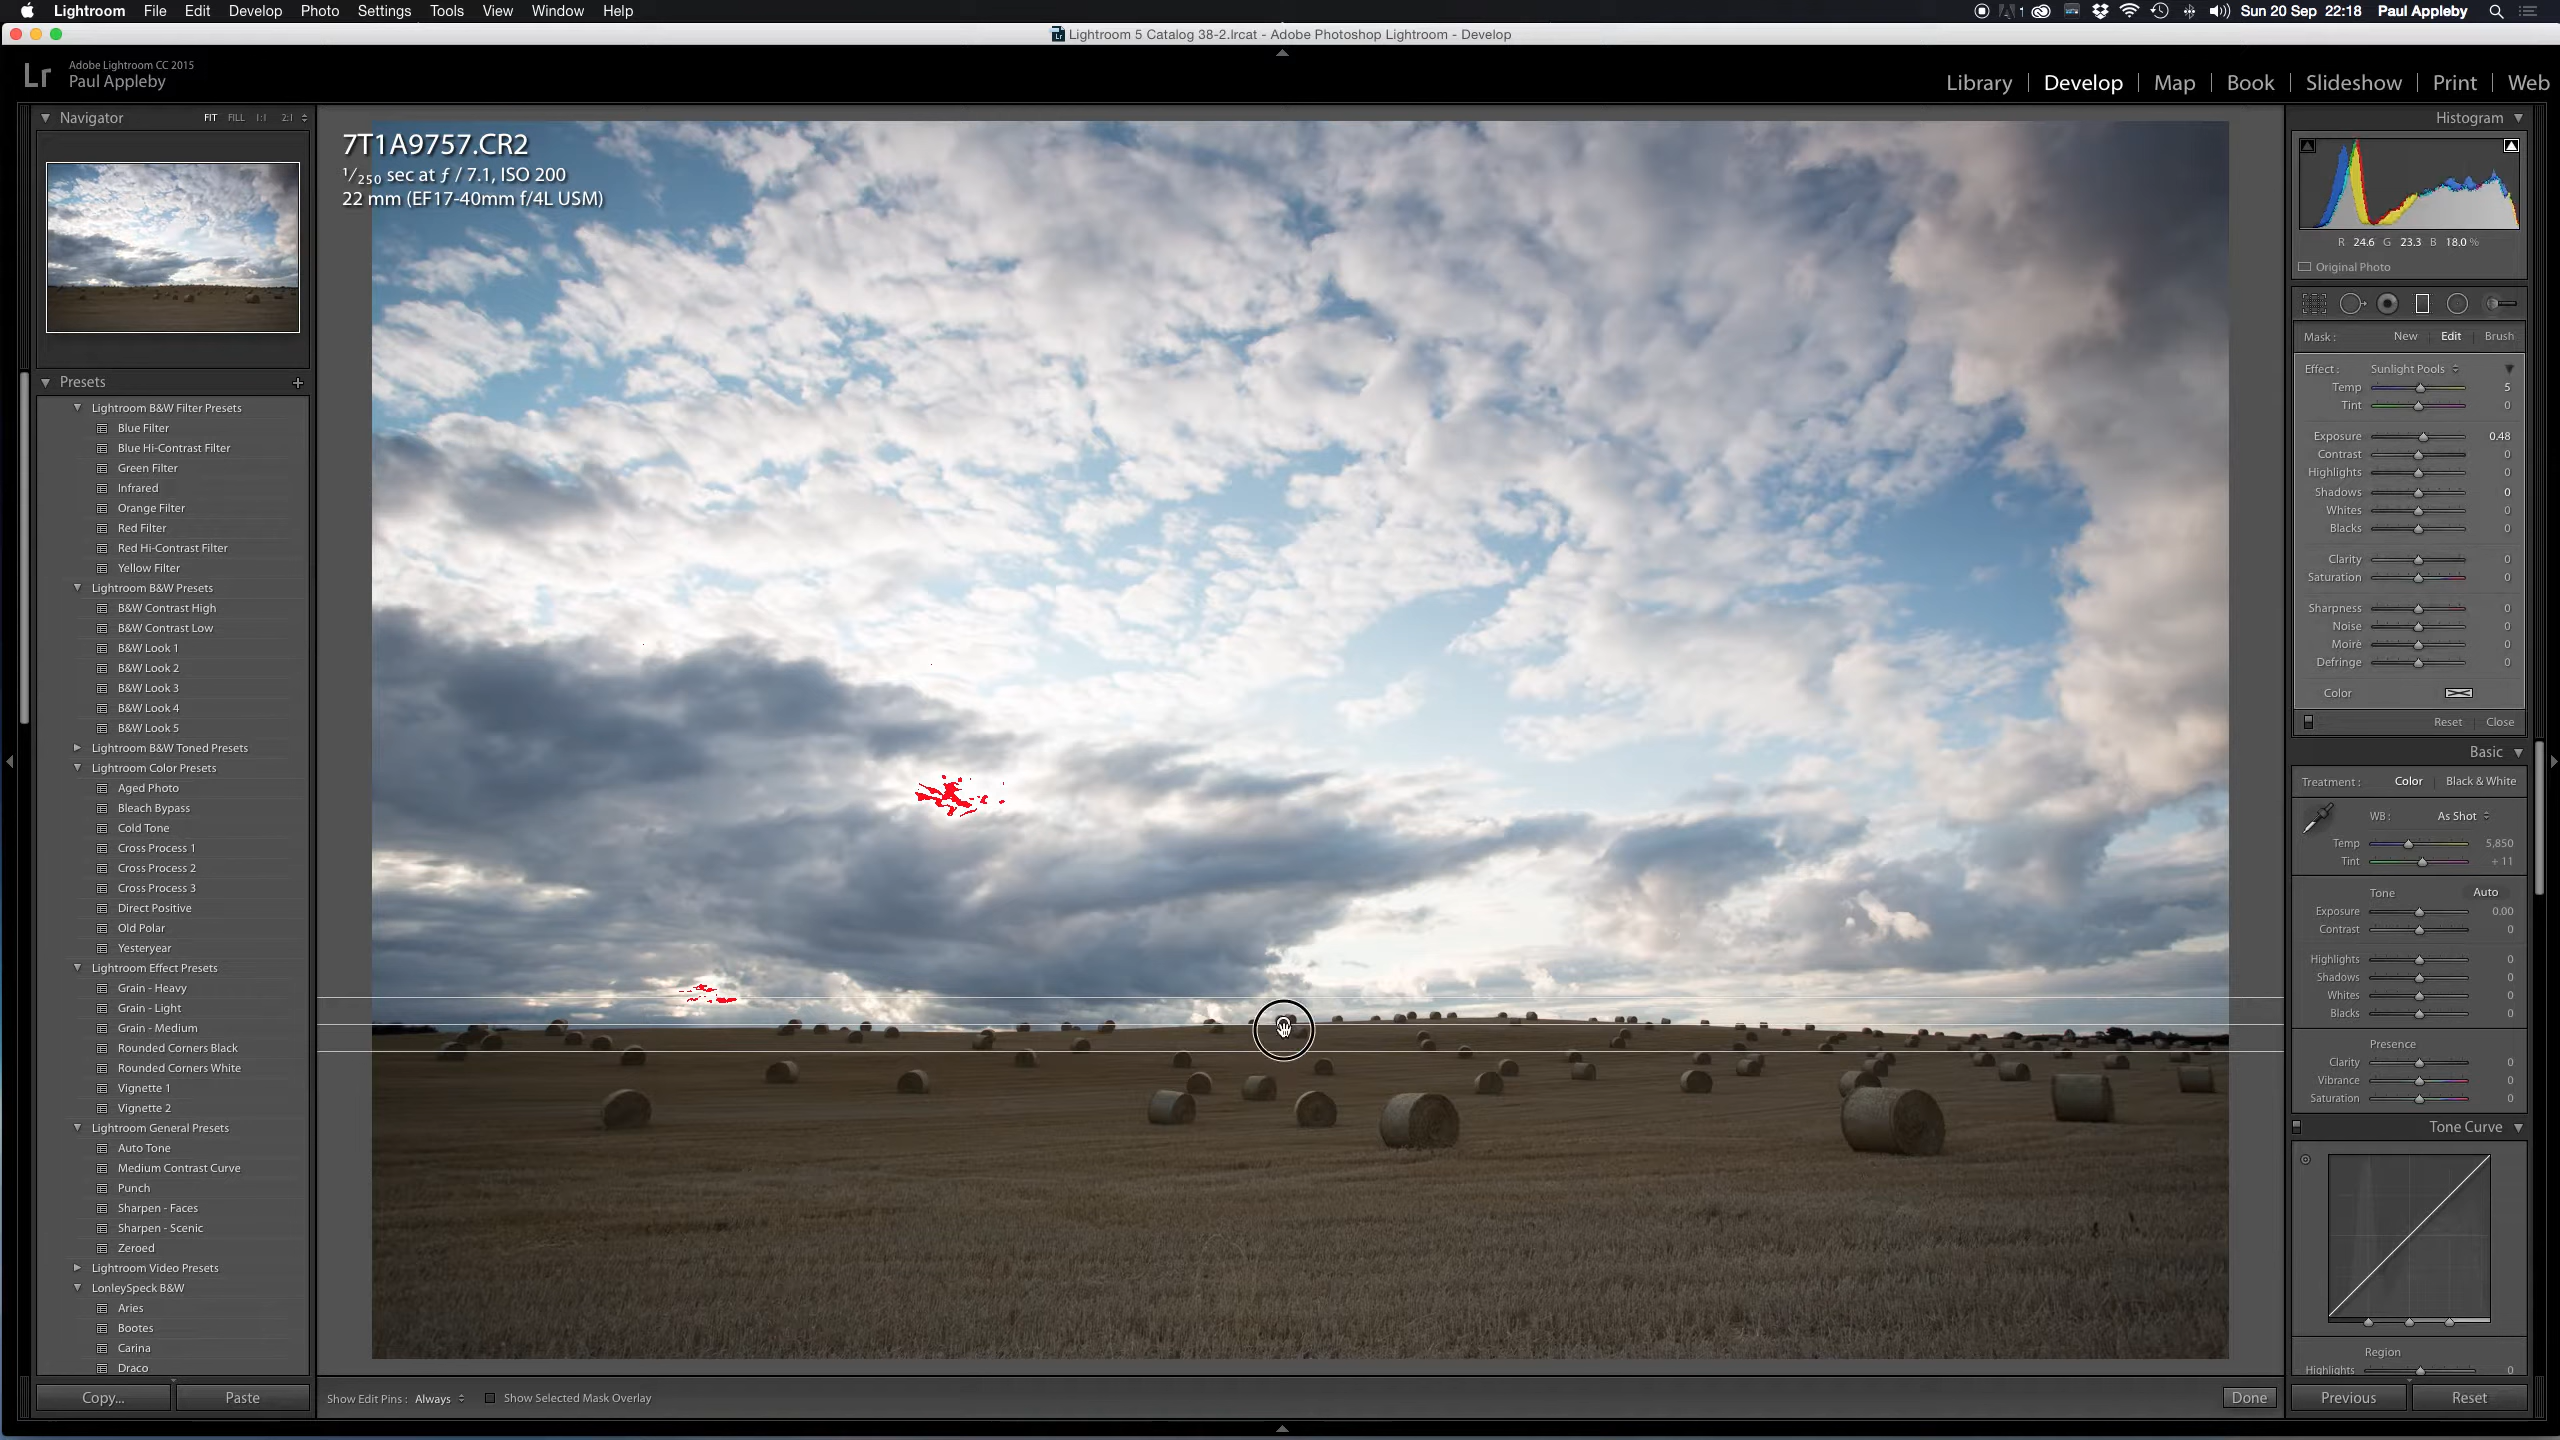 Lightroom File Edit Develop Photo Settings Tools View Window Help
1 Sun 20 Sep 22:18 Paul Appleby
Lightroom 5 Catalog 38-2.lrcat - Adobe Photoshop Lightroom - Develop
Lr Adobe Lightroom CC 2015
Paul Appleby
Library | Develop | Map | Book | Slideshow | Print | Web
Navigator FIT FILL 1:1 2:1
Presets +
Lightroom B&W Filter Presets
Blue Filter
Blue Hi-Contrast Filter
Green Filter
Infrared
Orange Filter
Red Filter
Red Hi-Contrast Filter
Yellow Filter
Lightroom B&W Presets
B&W Contrast High
B&W Contrast Low
B&W Look 1
B&W Look 2
B&W Look 3
B&W Look 4
B&W Look 5
Lightroom B&W Toned Presets
Lightroom Color Presets
Aged Photo
Bleach Bypass
Cold Tone
Cross Process 1
Cross Process 2
Cross Process 3
Direct Positive
Old Polar
Yesteryear
Lightroom Effect Presets
Grain - Heavy
Grain - Light
Grain - Medium
Rounded Corners Black
Rounded Corners White
Vignette 1
Vignette 2
Lightroom General Presets
Auto Tone
Medium Contrast Curve
Punch
Sharpen - Faces
Sharpen - Scenic
Zeroed
Lightroom Video Presets
LonleySpeck B&W
Aries
Bootes
Carina
Draco
Copy... Paste
7T1A9757.CR2
1/250 sec at f / 7.1, ISO 200
22 mm (EF17-40mm f/4L USM)
Show Edit Pins : Always Show Selected Mask Overlay Done
Histogram
R 24.6 G 23.3 B 18.0 %
Original Photo
Mask : New Edit Brush
Effect : Sunlight Pools
Temp 5
Tint 0
Exposure 0.48
Contrast 0
Highlights 0
Shadows 0
Whites 0
Blacks 0
Clarity 0
Saturation 0
Sharpness 0
Noise 0
Moiré 0
Defringe 0
Color
Reset Close
Basic
Treatment : Color Black & White
WB : As Shot
Temp 5,850
Tint + 11
Tone Auto
Exposure 0.00
Contrast 0
Highlights 0
Shadows 0
Whites 0
Blacks 0
Presence
Clarity 0
Vibrance 0
Saturation 0
Tone Curve
Region
Highlights 0
Previous Reset